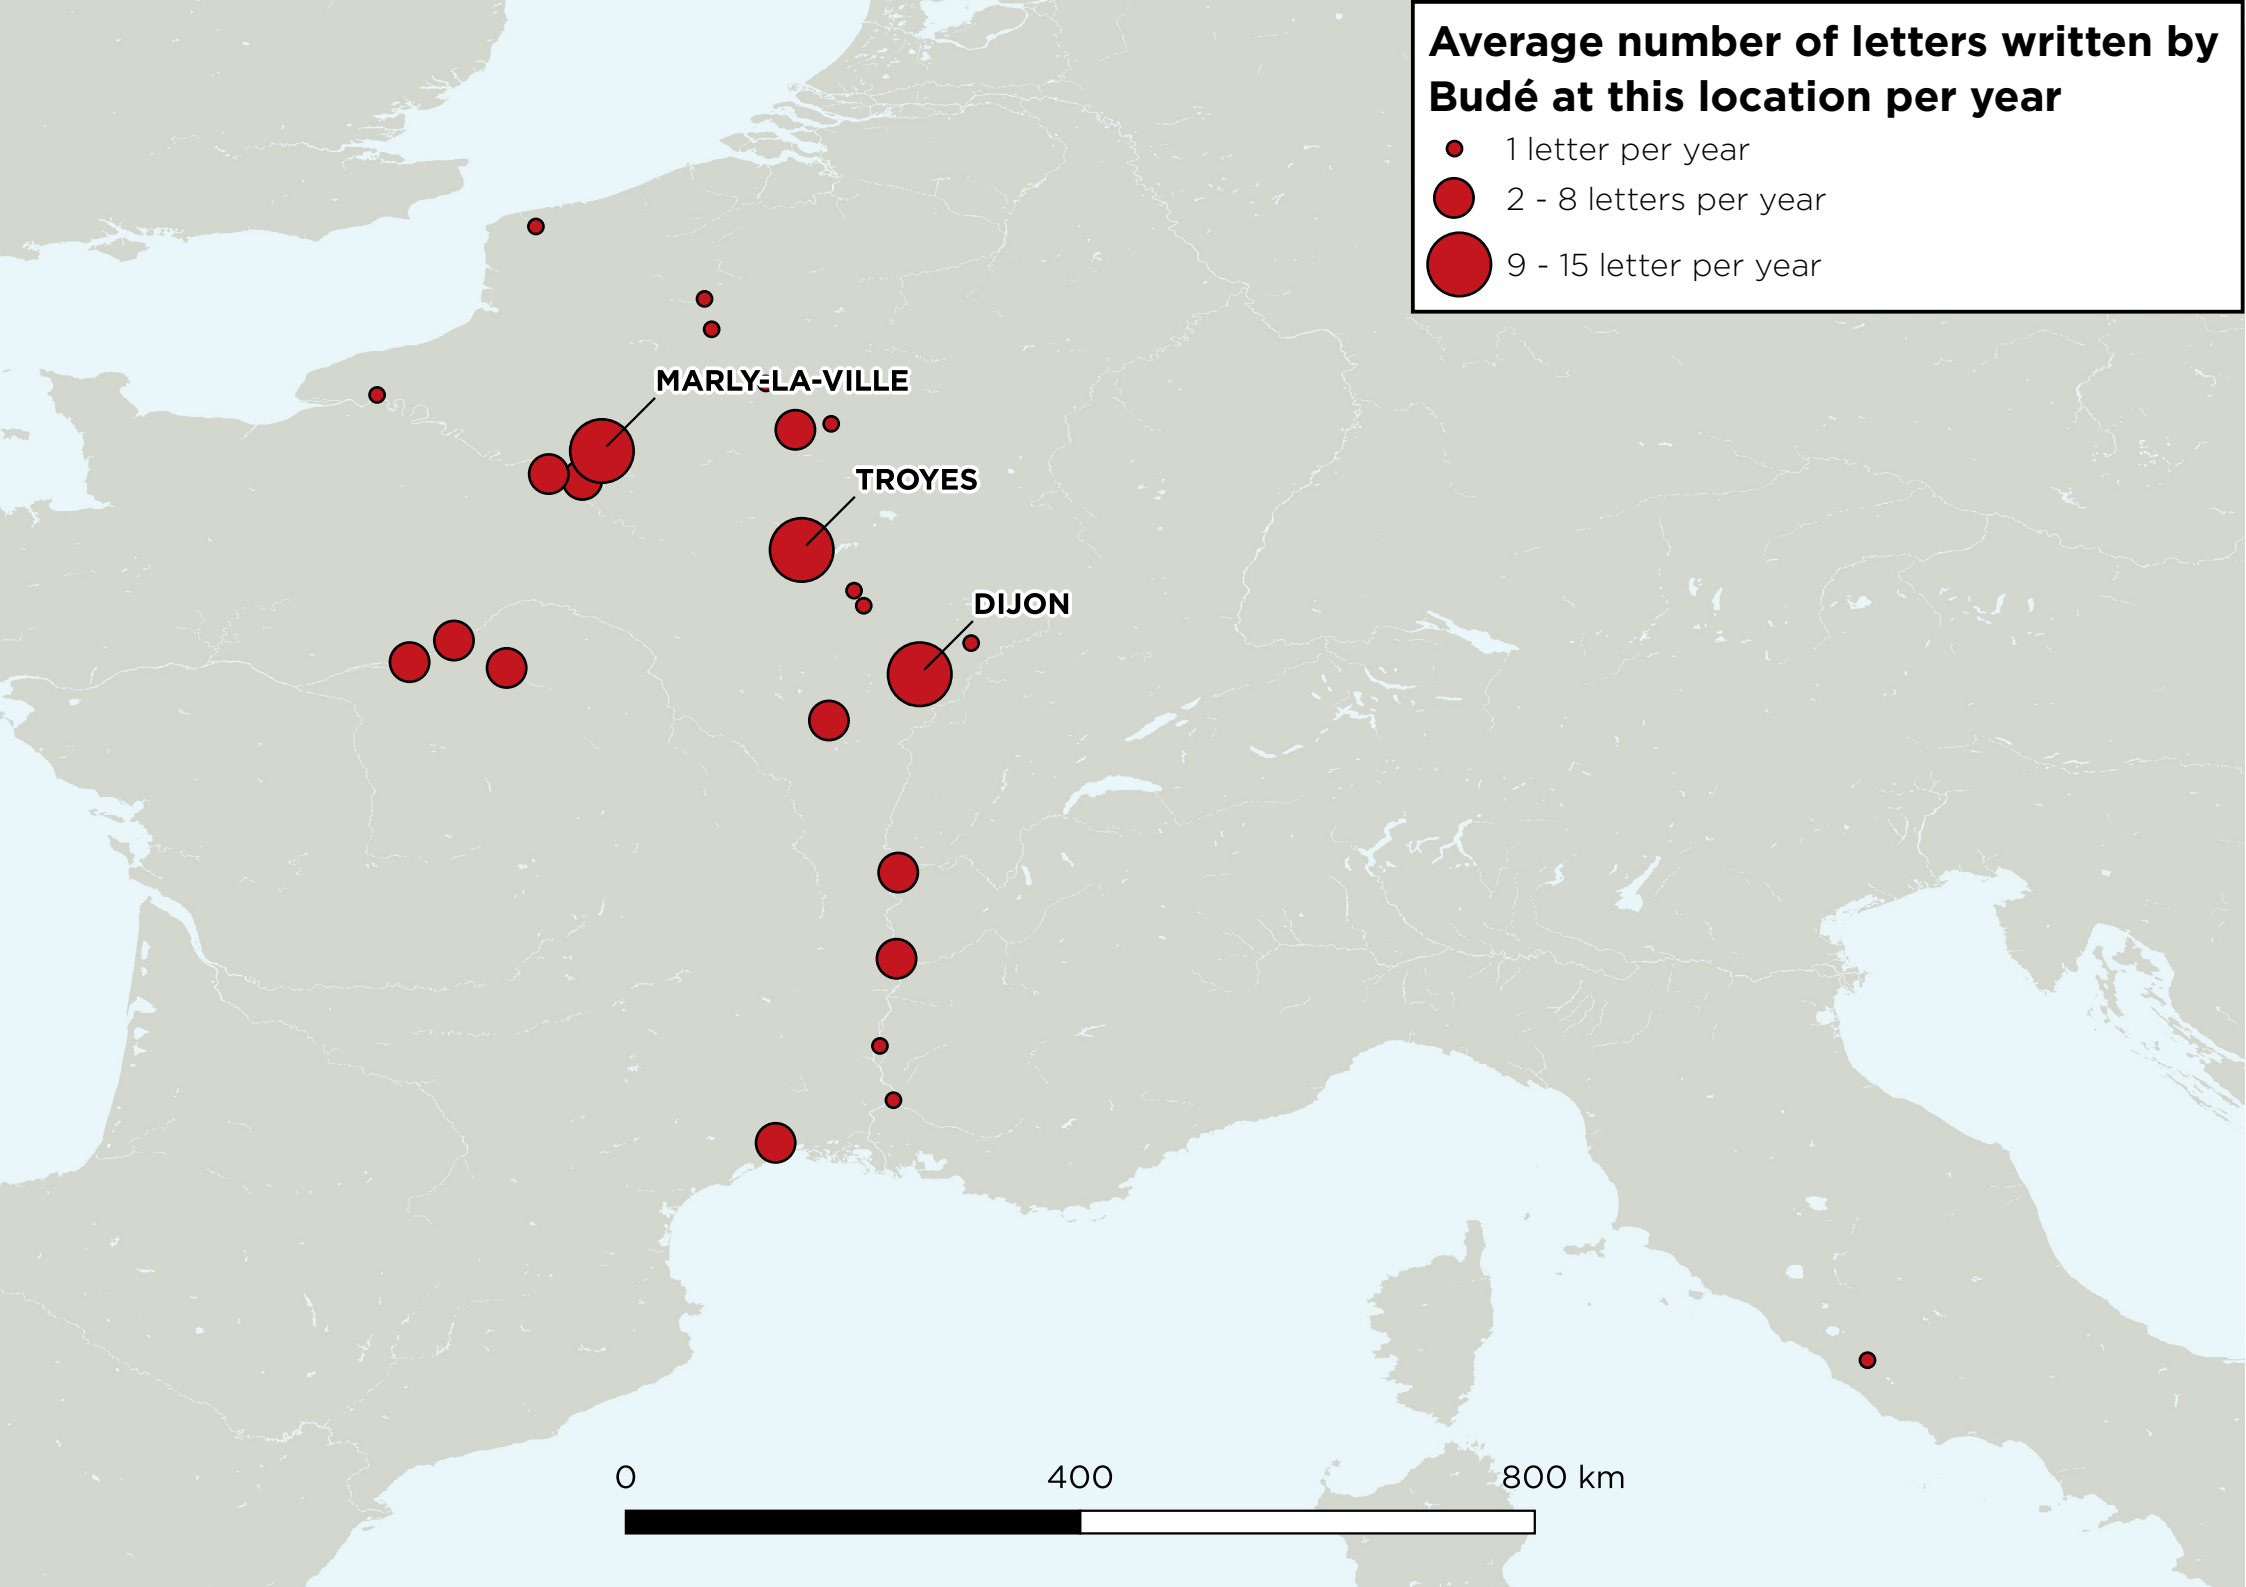 Average number of letters written by
Budé at this location per year
1 letter per year
2 - 8 letters per year
9 - 15 letter per year
MARLY-LA-VILLE
TROYES
DIJON
0 400 800 km